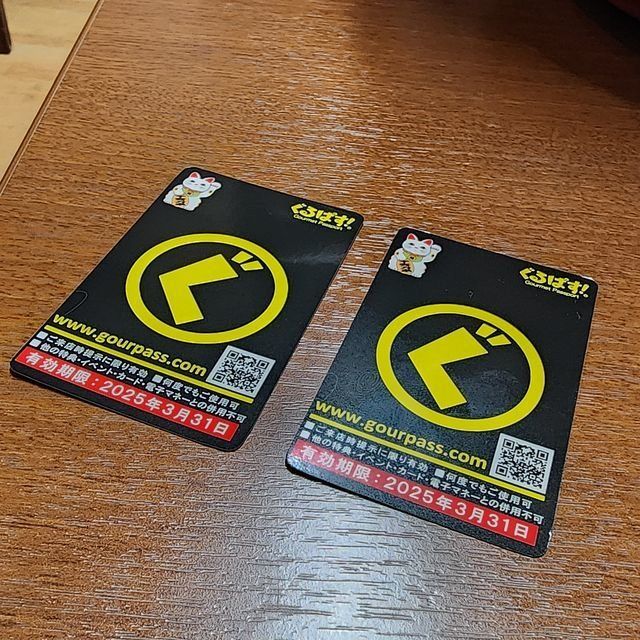 ぐるぱす!
Gourmet Passport
ぐ
www.gourpass.com
■ご来店時提示に限り有効 ■何度でもご使用可
■他の特典・イベント・カード・電子マネーとの併用不可
有効期限:2025年3月31日
ぐるぱす!
Gourmet Passport
ぐ
www.gourpass.com
■ご来店時提示に限り有効 ■何度でもご使用可
■他の特典・イベント・カード・電子マネーとの併用不可
有効期限:2025年3月31日